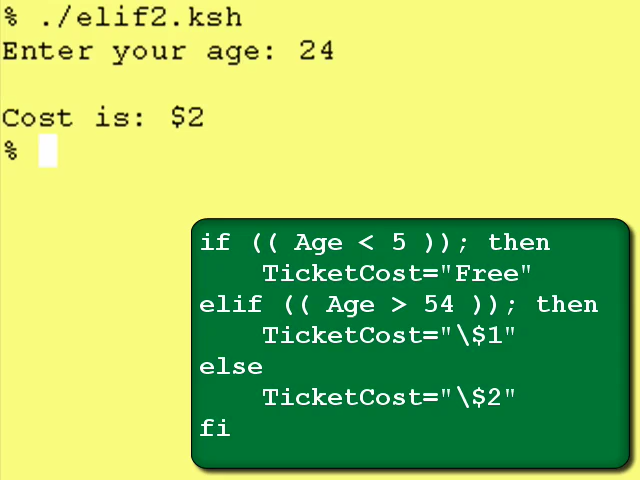 % ./elif2.ksh
Enter your age: 24
Cost is: $2
%
if (( Age < 5 )); then
    TicketCost="Free"
elif (( Age > 54 )); then
    TicketCost="\$1"
else
    TicketCost="\$2"
fi